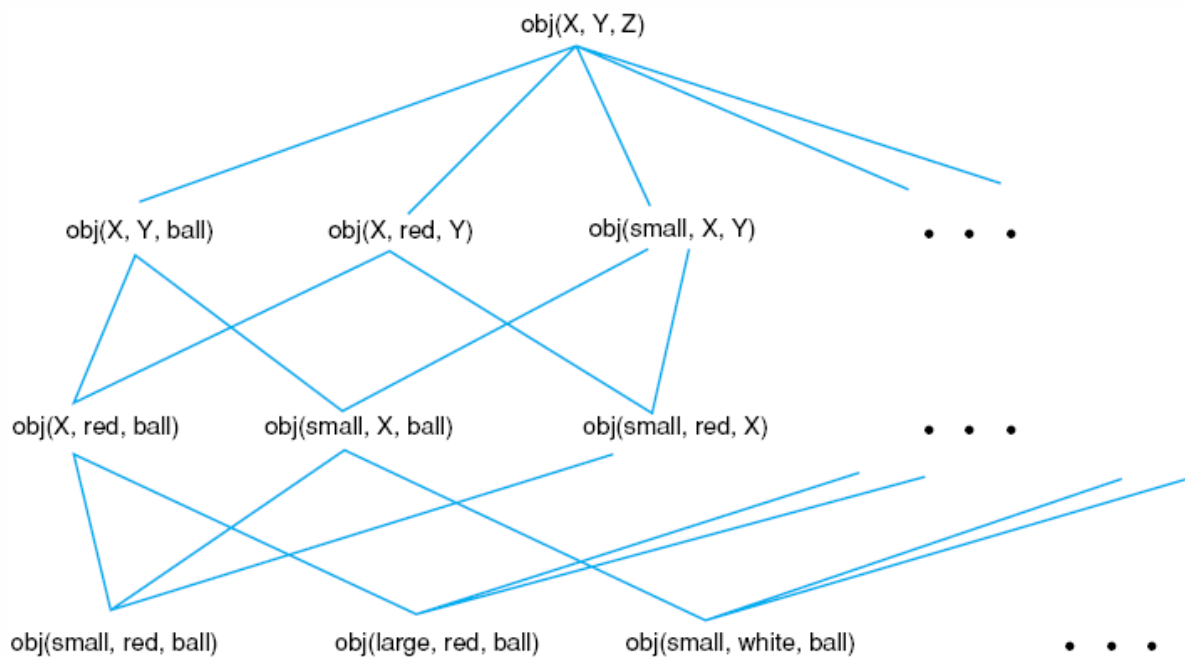 obj(X, Y, Z)
obj(X, Y, ball)
obj(X, red, Y)
obj(small, X, Y)
• • •
obj(X, red, ball)
obj(small, X, ball)
obj(small, red, X)
• • •
obj(small, red, ball)
obj(large, red, ball)
obj(small, white, ball)
• • •